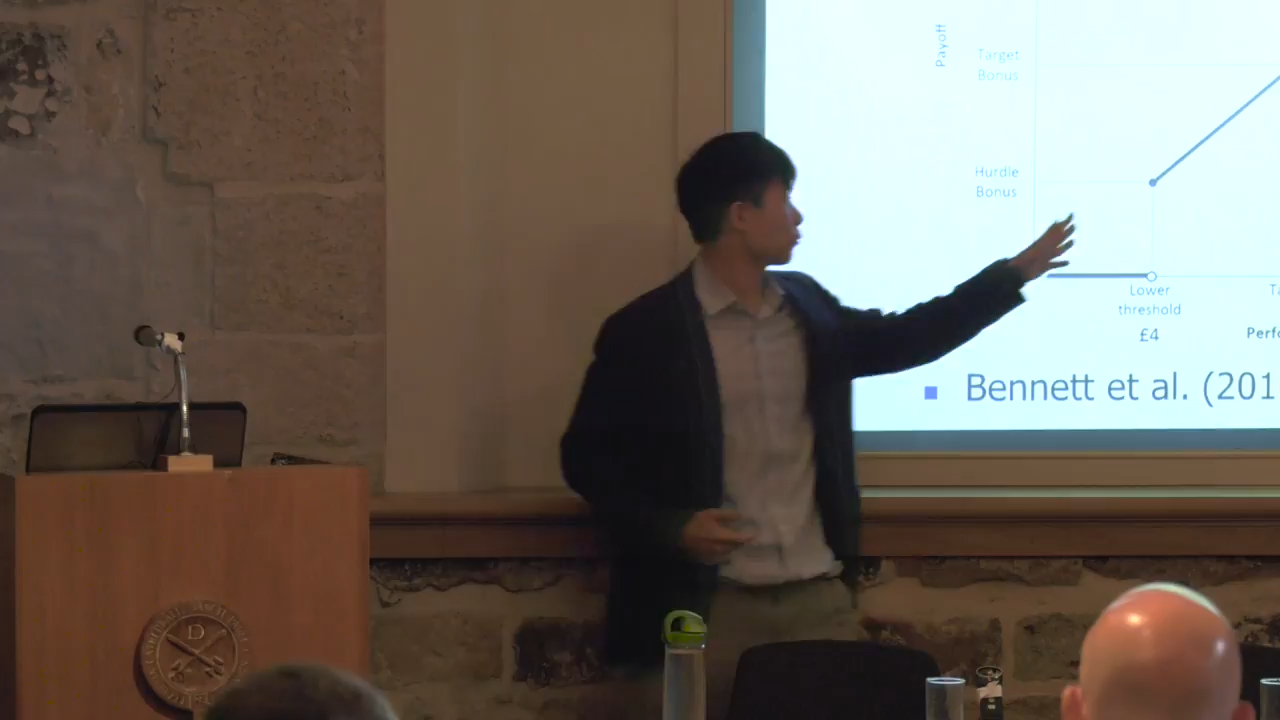 Payoff
Target
Bonus
Hurdle
Bonus
Lower
threshold
£4
Bennett et al. (201
D